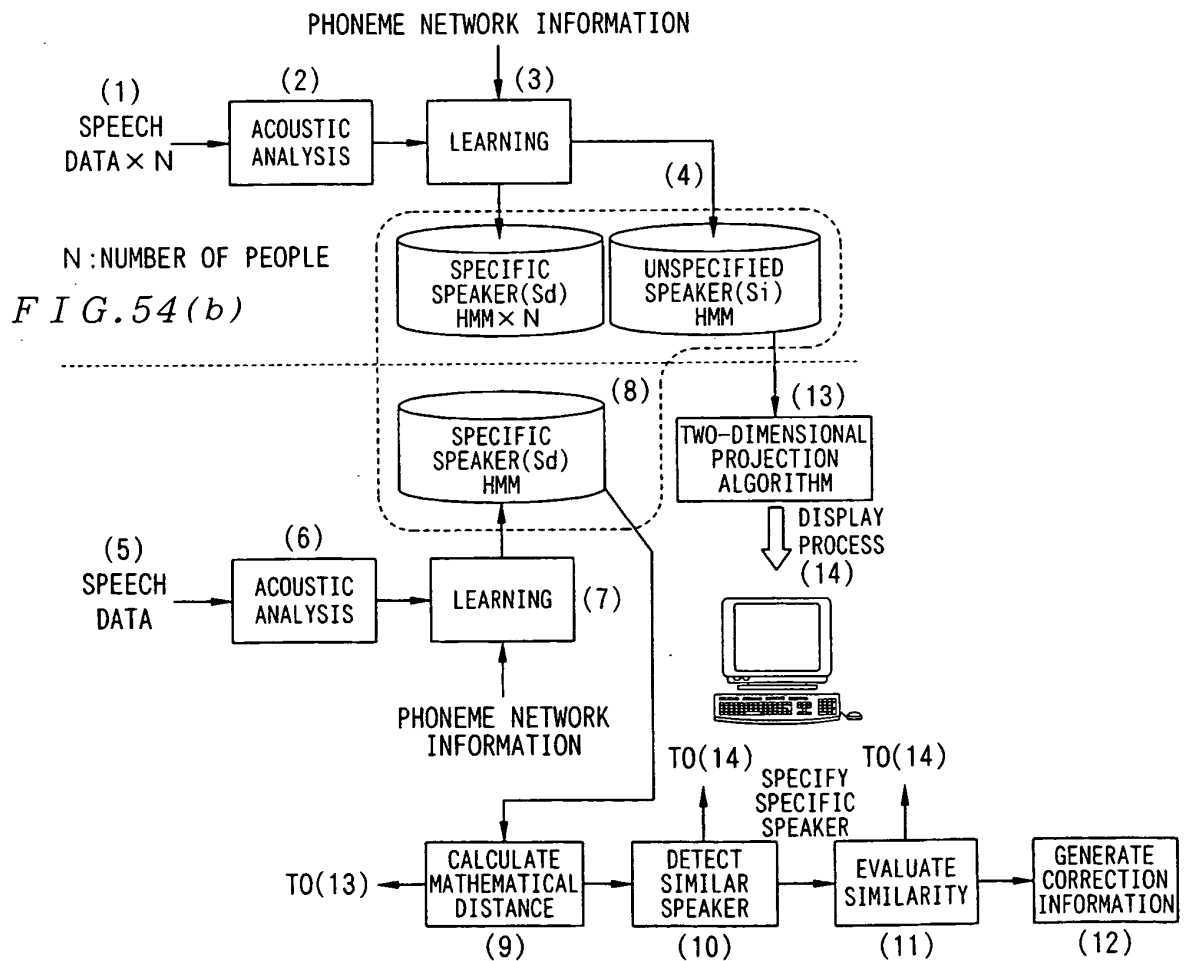 PHONEME NETWORK INFORMATION
(1)
SPEECH
DATA × N
(2)
ACOUSTIC
ANALYSIS
(3)
LEARNING
(4)
N:NUMBER OF PEOPLE
FIG.54(b)
SPECIFIC
SPEAKER(Sd)
HMM × N
UNSPECIFIED
SPEAKER(Si)
HMM
(8)
SPECIFIC
SPEAKER(Sd)
HMM
(13)
TWO-DIMENSIONAL
PROJECTION
ALGORITHM
DISPLAY
PROCESS
(14)
(5)
SPEECH
DATA
(6)
ACOUSTIC
ANALYSIS
LEARNING
(7)
PHONEME NETWORK
INFORMATION
TO(14)
SPECIFY
SPECIFIC
SPEAKER
TO(14)
TO(13)
CALCULATE
MATHEMATICAL
DISTANCE
(9)
DETECT
SIMILAR
SPEAKER
(10)
EVALUATE
SIMILARITY
(11)
GENERATE
CORRECTION
INFORMATION
(12)